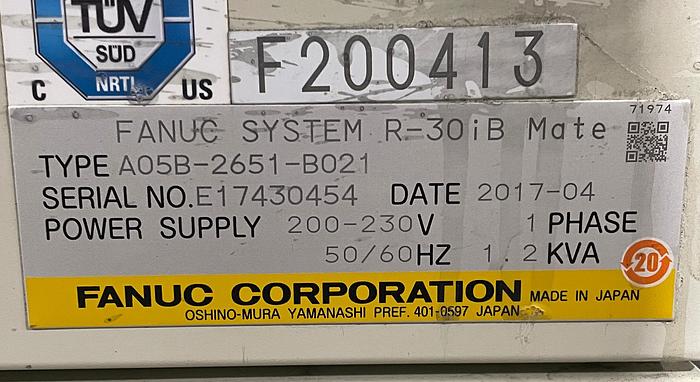 TÜV
SÜD
C NRTL US
F200413
71974
FANUC SYSTEM R-30iB Mate
TYPE A05B-2651-B021
SERIAL NO. E17430454 DATE 2017-04
POWER SUPPLY 200-230V 1 PHASE
50/60HZ 1.2KVA
20
FANUC CORPORATION MADE IN JAPAN
OSHINO-MURA YAMANASHI PREF. 401-0597 JAPAN